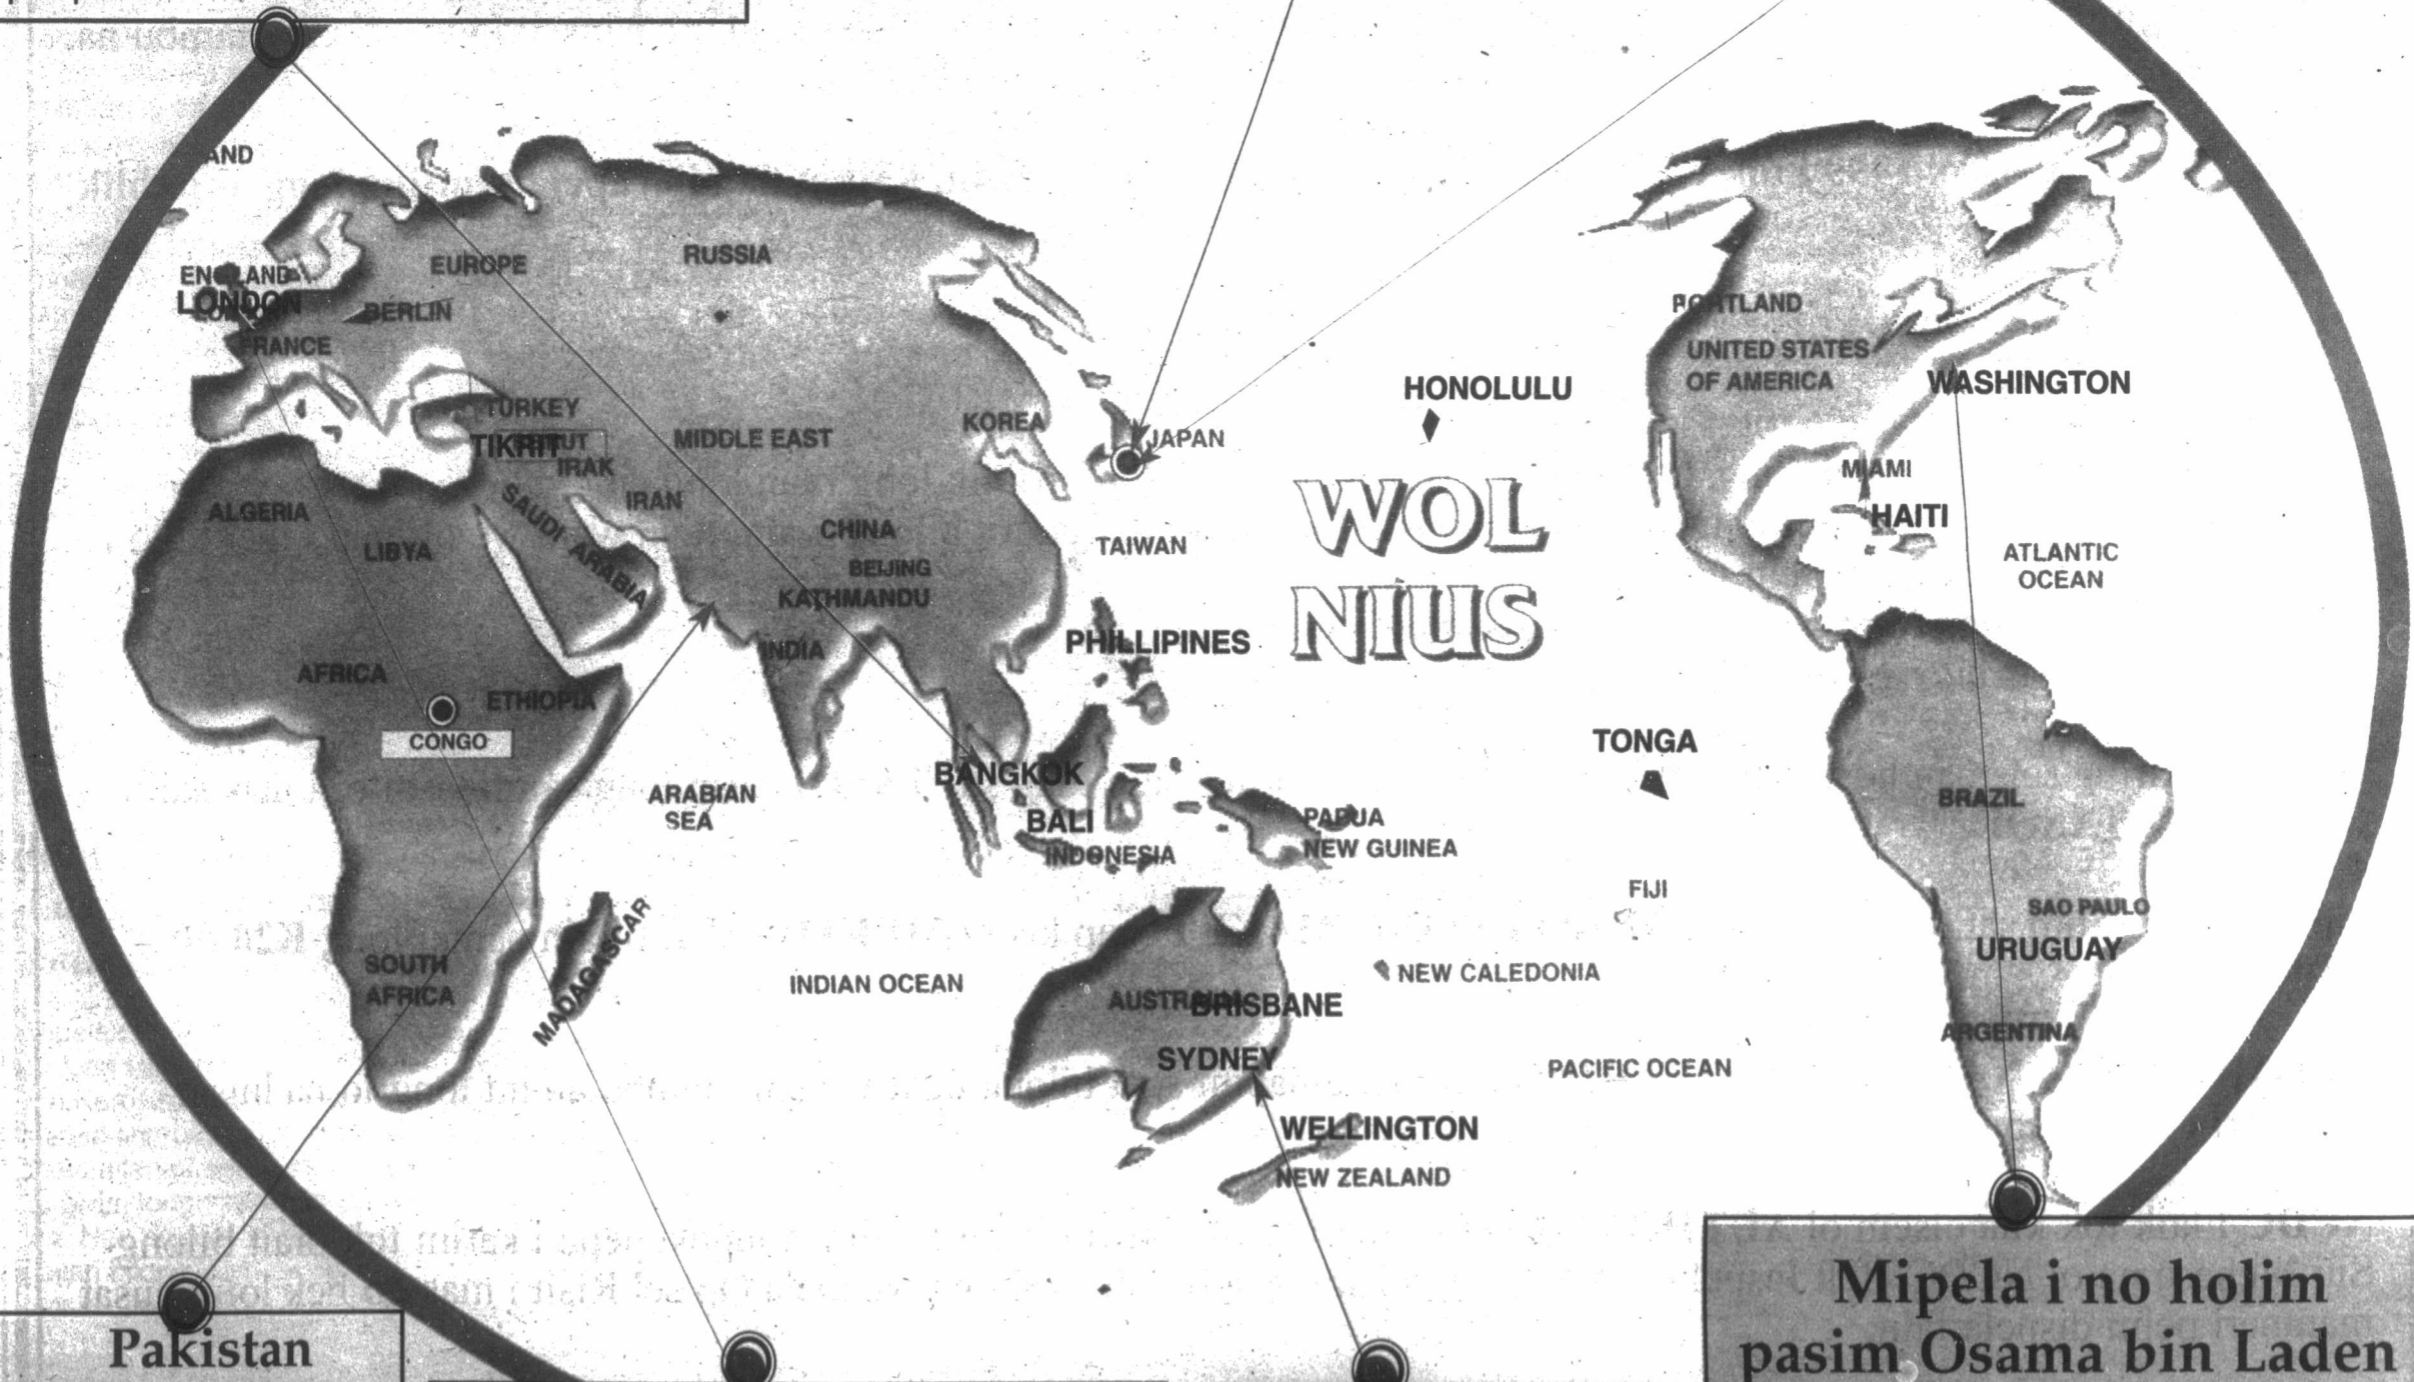 ENGLAND
LONDON
EUROPE
RUSSIA
BERLIN
FRANCE
TURKEY
TIKRIT
IRAK
MIDDLE EAST
KOREA
JAPAN
HONOLULU
PORTLAND
UNITED STATES
OF AMERICA
WASHINGTON
MIAMI
HAITI
ATLANTIC
OCEAN
ALGERIA
LIBYA
SAUDI ARABIA
IRAN
CHINA
BEIJING
KATHMANDU
TAIWAN
WOL
NIUS
INDIA
PHILLIPINES
AFRICA
ETHIOPIA
CONGO
ARABIAN
SEA
BANGKOK
BALI
INDONESIA
PAPUA
NEW GUINEA
TONGA
FIJI
BRAZIL
SAO PAULO
URUGUAY
ARGENTINA
SOUTH
AFRICA
MADAGASCAR
INDIAN OCEAN
AUSTRALIA
BRISBANE
SYDNEY
NEW CALEDONIA
PACIFIC OCEAN
WELLINGTON
NEW ZEALAND
Pakistan
Mipela i no holim
pasim Osama bin Laden